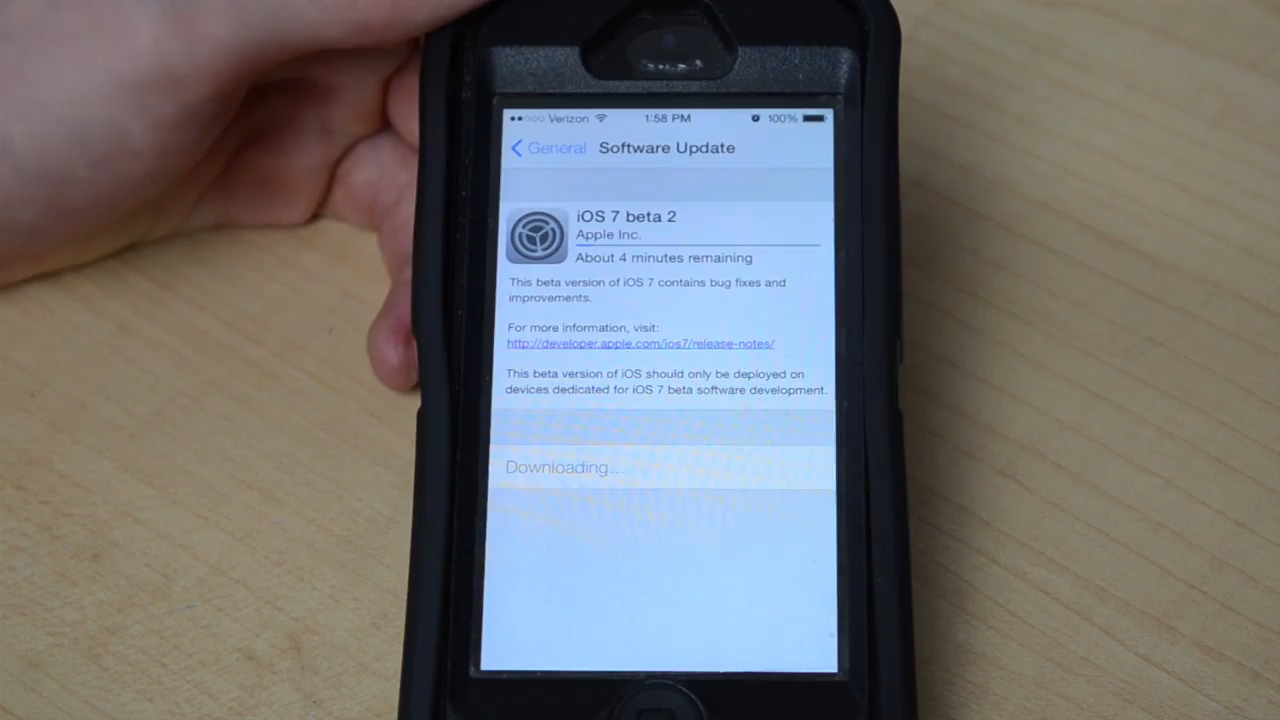 Verizon 1:58 PM 100%
General Software Update
iOS 7 beta 2
Apple Inc.
About 4 minutes remaining
This beta version of iOS 7 contains bug fixes and
improvements.
For more information, visit:
http://developer.apple.com/ios7/release-notes/
This beta version of iOS should only be deployed on
devices dedicated for iOS 7 beta software development.
Downloading...